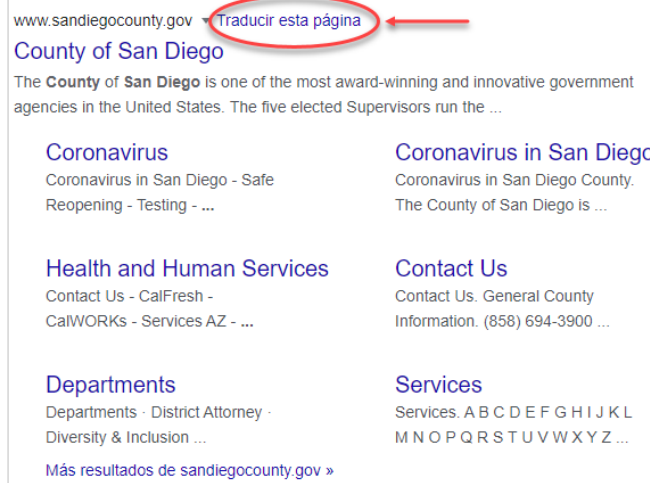 www.sandiegocounty.gov ▾ Traducir esta página
County of San Diego
The County of San Diego is one of the most award-winning and innovative government
agencies in the United States. The five elected Supervisors run the ...
Coronavirus
Coronavirus in San Diego - Safe
Reopening - Testing - ...
Coronavirus in San Diego
Coronavirus in San Diego County.
The County of San Diego is ...
Health and Human Services
Contact Us - CalFresh -
CalWORKs - Services AZ - ...
Contact Us
Contact Us. General County
Information. (858) 694-3900 ...
Departments
Departments · District Attorney ·
Diversity & Inclusion ...
Services
Services. A B C D E F G H I J K L
M N O P Q R S T U V W X Y Z ...
Más resultados de sandiegocounty.gov »